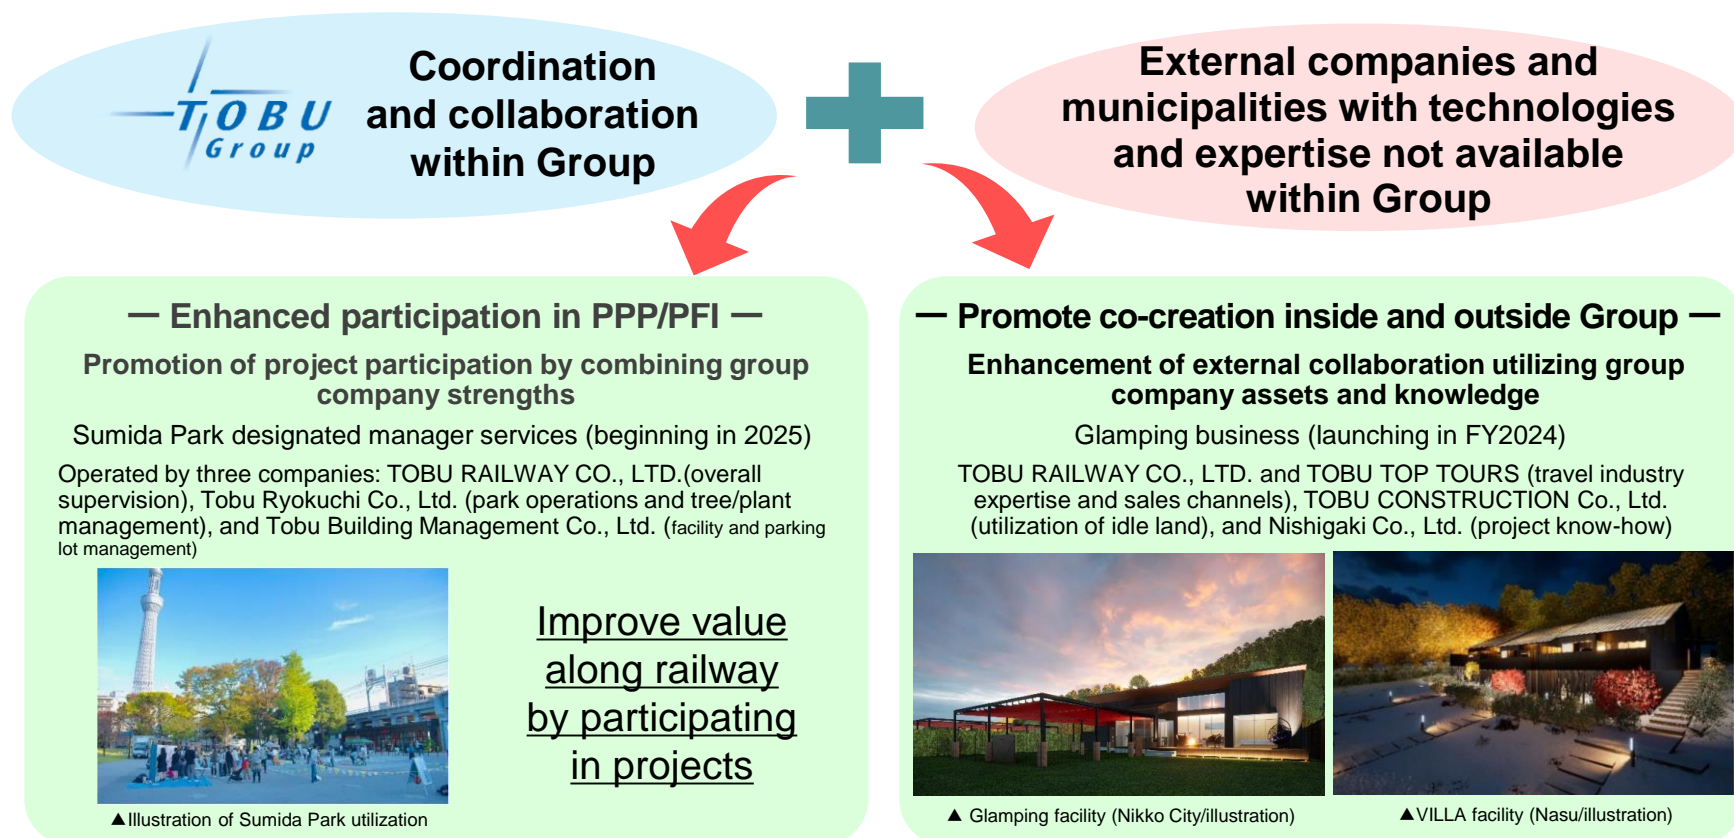 TOBU
Group
Coordination
and collaboration
within Group
External companies and
municipalities with technologies
and expertise not available
within Group
— Enhanced participation in PPP/PFI —
Promotion of project participation by combining group
company strengths
Sumida Park designated manager services (beginning in 2025)
Operated by three companies: TOBU RAILWAY CO., LTD.(overall
supervision), Tobu Ryokuchi Co., Ltd. (park operations and tree/plant
management), and Tobu Building Management Co., Ltd. (facility and parking
lot management)
Improve value
along railway
by participating
in projects
▲Illustration of Sumida Park utilization
— Promote co-creation inside and outside Group —
Enhancement of external collaboration utilizing group
company assets and knowledge
Glamping business (launching in FY2024)
TOBU RAILWAY CO., LTD. and TOBU TOP TOURS (travel industry
expertise and sales channels), TOBU CONSTRUCTION Co., Ltd.
(utilization of idle land), and Nishigaki Co., Ltd. (project know-how)
▲ Glamping facility (Nikko City/illustration)
▲VILLA facility (Nasu/illustration)